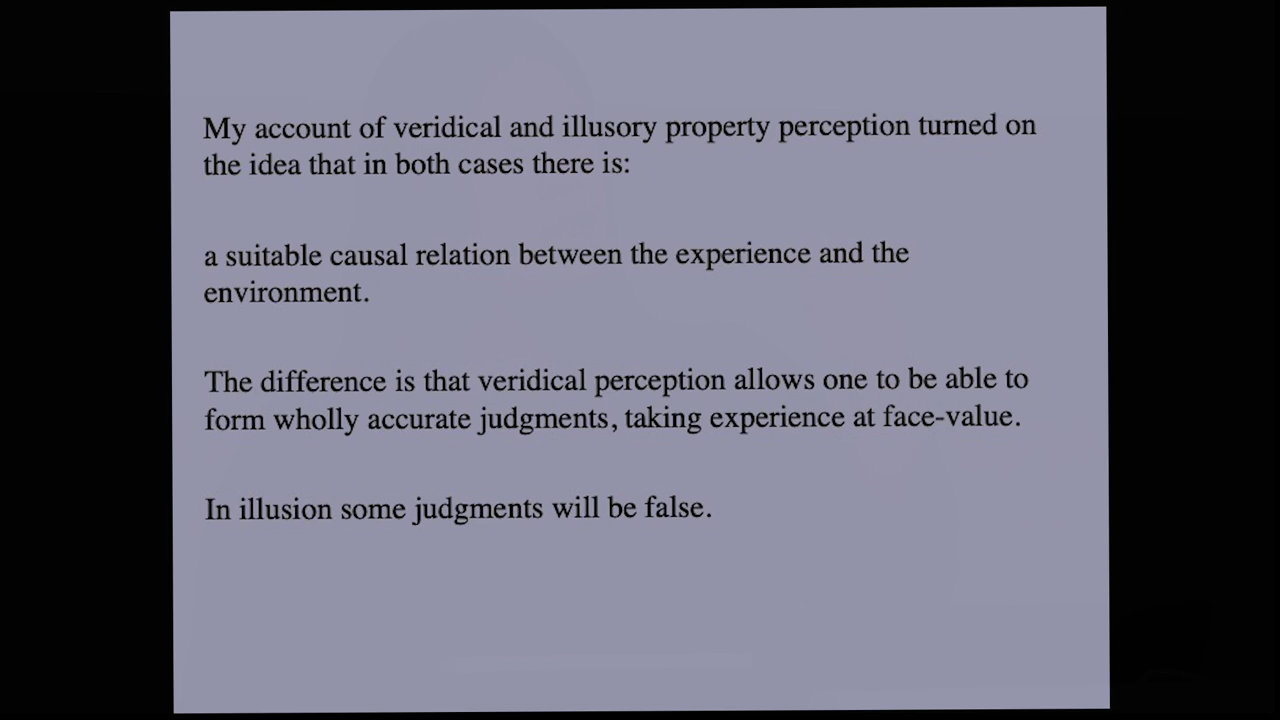 My account of veridical and illusory property perception turned on
the idea that in both cases there is:
a suitable causal relation between the experience and the
environment.
The difference is that veridical perception allows one to be able to
form wholly accurate judgments, taking experience at face-value.
In illusion some judgments will be false.